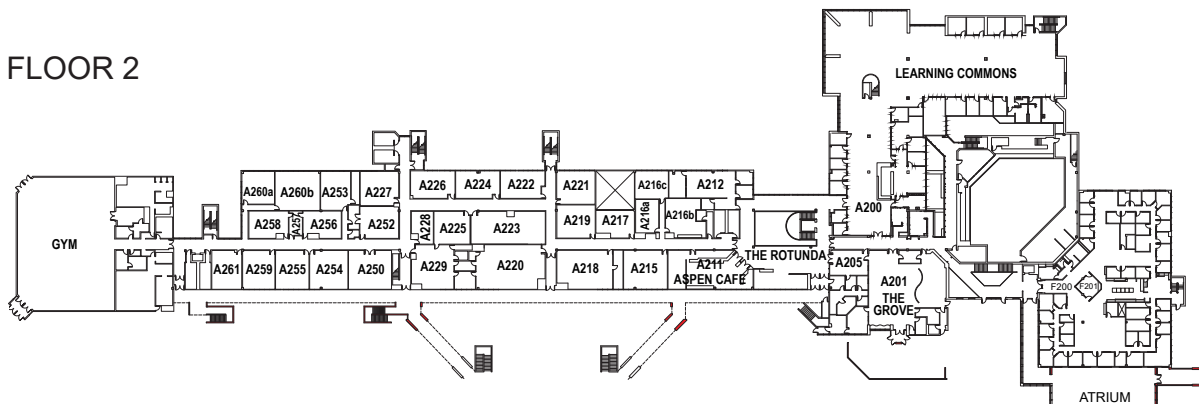 FLOOR 2
LEARNING COMMONS
A260a
A260b
A253
A227
A226
A224
A222
A221
A216c
A212
A258
A257
A256
A252
A228
A225
A223
A219
A217
A216a
A216b
A200
GYM
THE ROTUNDA
A261
A259
A255
A254
A250
A229
A220
A218
A215
A211
ASPEN CAFE
A205
A201
THE
GROVE
F200
F201
ATRIUM